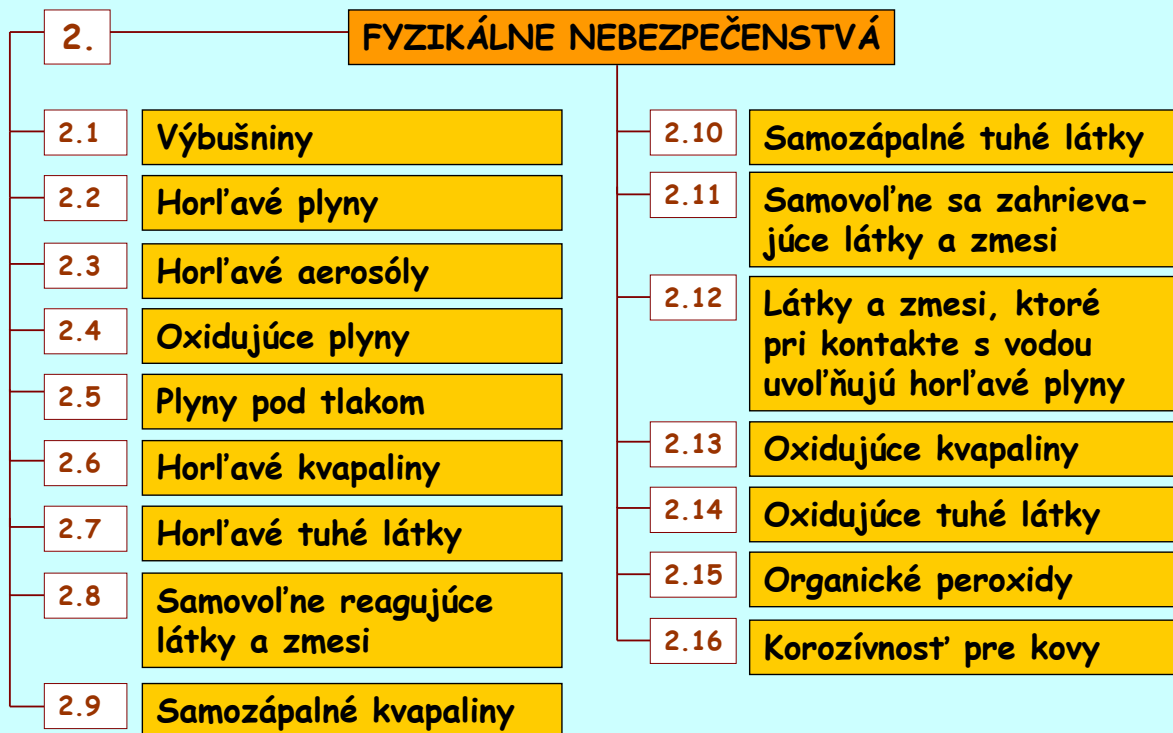 2.
FYZIKÁLNE NEBEZPEČENSTVÁ
2.1
Výbušniny
2.2
Horľavé plyny
2.3
Horľavé aerosóly
2.4
Oxidujúce plyny
2.5
Plyny pod tlakom
2.6
Horľavé kvapaliny
2.7
Horľavé tuhé látky
2.8
Samovoľne reagujúce
látky a zmesi
2.9
Samozápalné kvapaliny
2.10
Samozápalné tuhé látky
2.11
Samovoľne sa zahrieva-
júce látky a zmesi
2.12
Látky a zmesi, ktoré
pri kontakte s vodou
uvoľňujú horľavé plyny
2.13
Oxidujúce kvapaliny
2.14
Oxidujúce tuhé látky
2.15
Organické peroxidy
2.16
Korozívnosť pre kovy